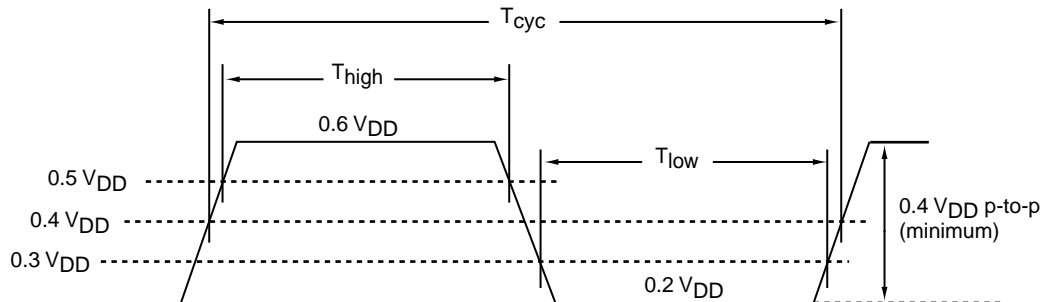 Tcyc
Thigh
0.6 VDD
Tlow
0.5 VDD
0.4 VDD
0.4 VDD p-to-p
(minimum)
0.3 VDD
0.2 VDD